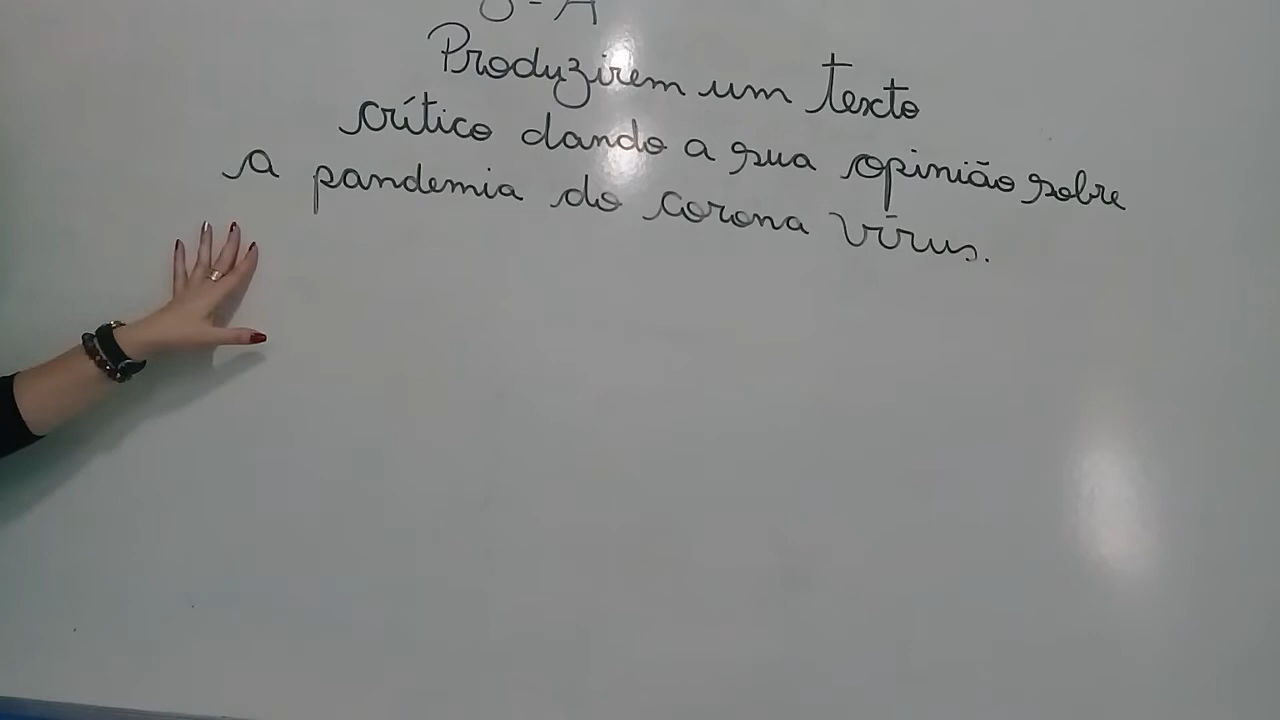 Produzirem um texto
crítico dando a sua opinião sobre
a pandemia do corona vírus.